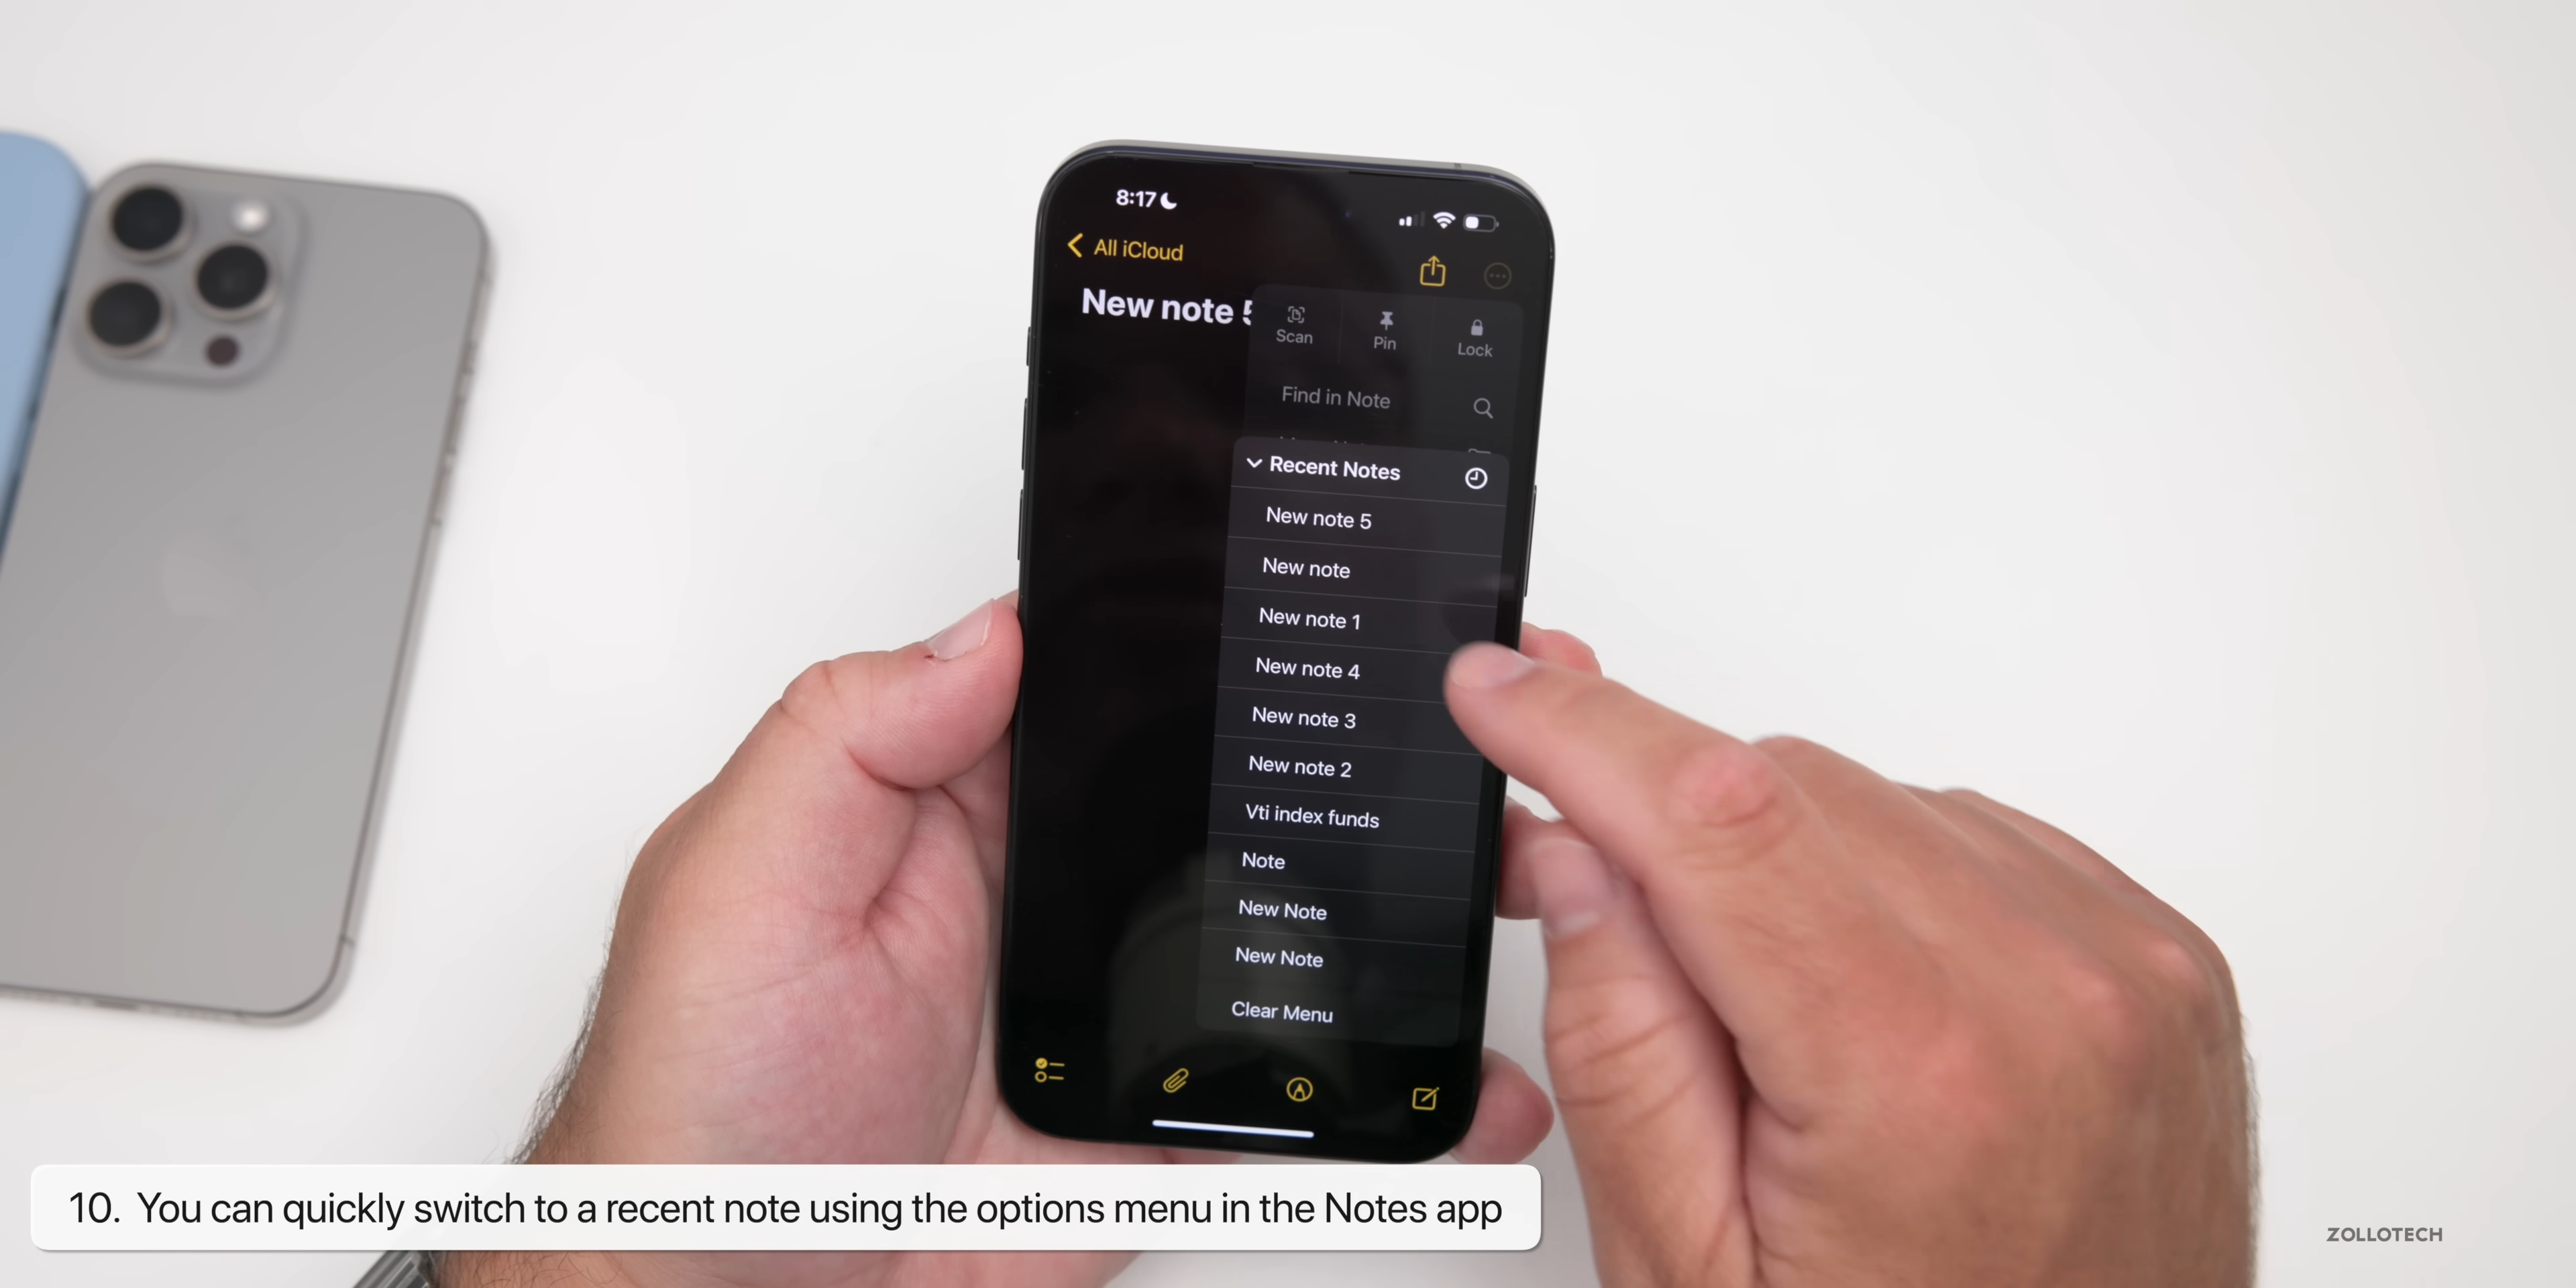 8:17
All iCloud
New note 5
Scan
Pin
Lock
Find in Note
Recent Notes
New note 5
New note
New note 1
New note 4
New note 3
New note 2
Vti index funds
Note
New Note
New Note
Clear Menu
10. You can quickly switch to a recent note using the options menu in the Notes app
ZOLLOTECH